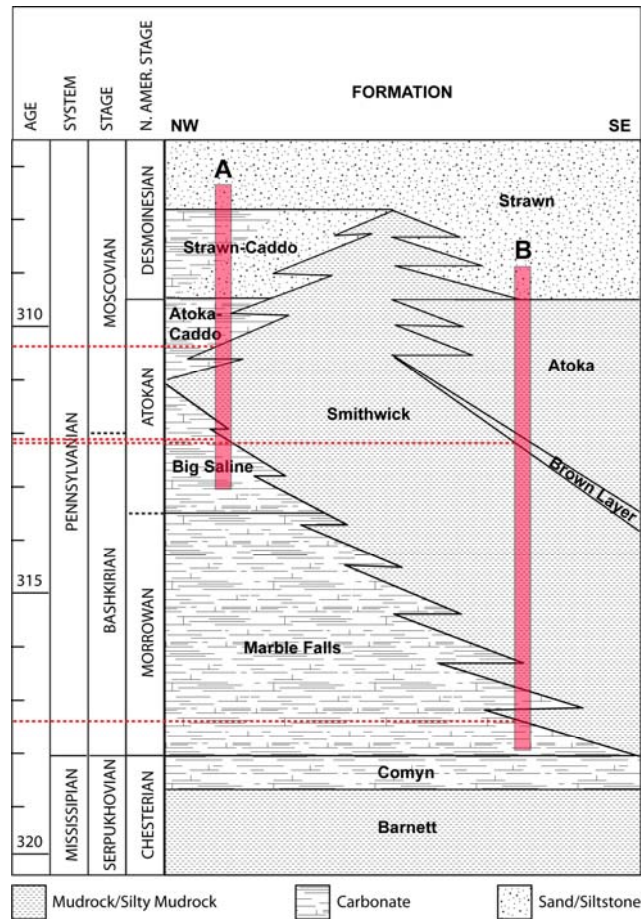 AGE
SYSTEM
STAGE
N. AMER. STAGE
FORMATION
NW
SE
A
B
310
315
320
PENNSYLVANIAN
MISSISSIPIAN
MOSCOVIAN
BASHKIRIAN
SERPUKHOVIAN
DESMOINESIAN
ATOKAN
MORROWAN
CHESTERIAN
Strawn
Strawn-Caddo
Atoka-
Caddo
Atoka
Smithwick
Brown Layer
Big Saline
Marble Falls
Comyn
Barnett
Mudrock/Silty Mudrock
Carbonate
Sand/Siltstone